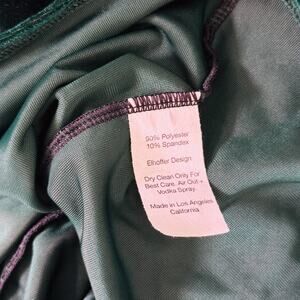 90% Polyester
10% Spandex
Elhoffer Design
Dry Clean Only For
Best Care. Air Out +
Vodka Spray.
Made in Los Angeles
California